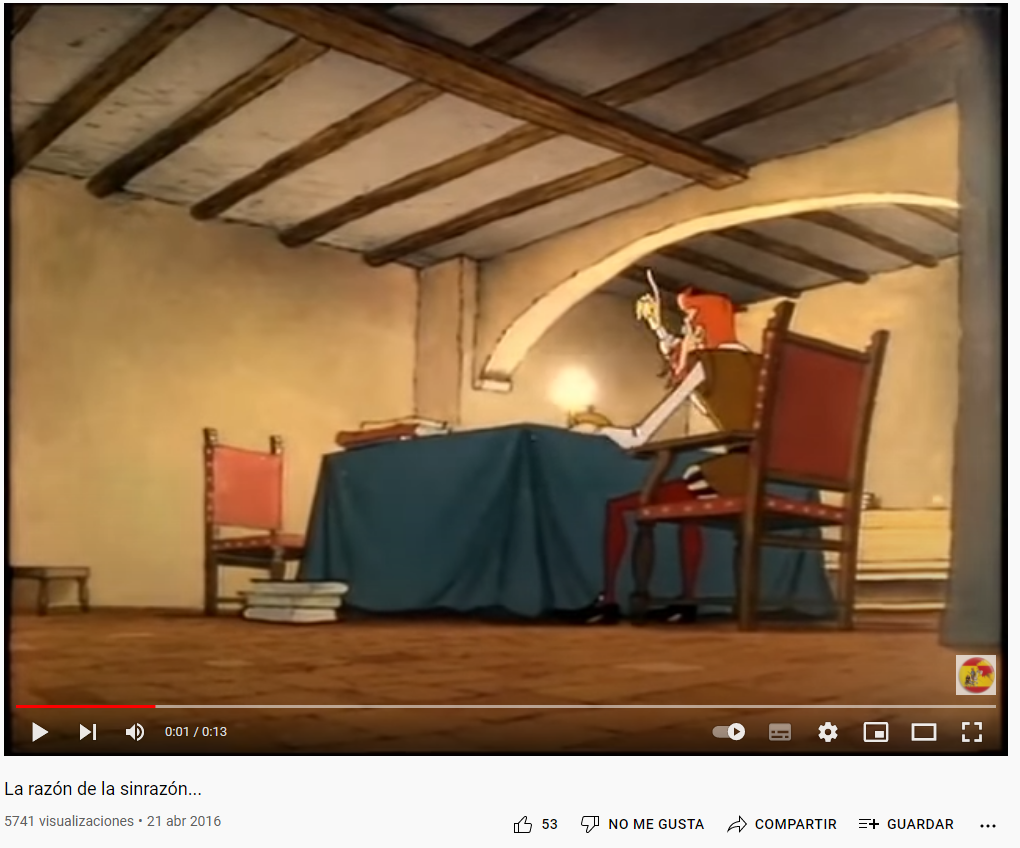 0:01 / 0:13
La razón de la sinrazón...
5741 visualizaciones • 21 abr 2016
53 NO ME GUSTA COMPARTIR GUARDAR